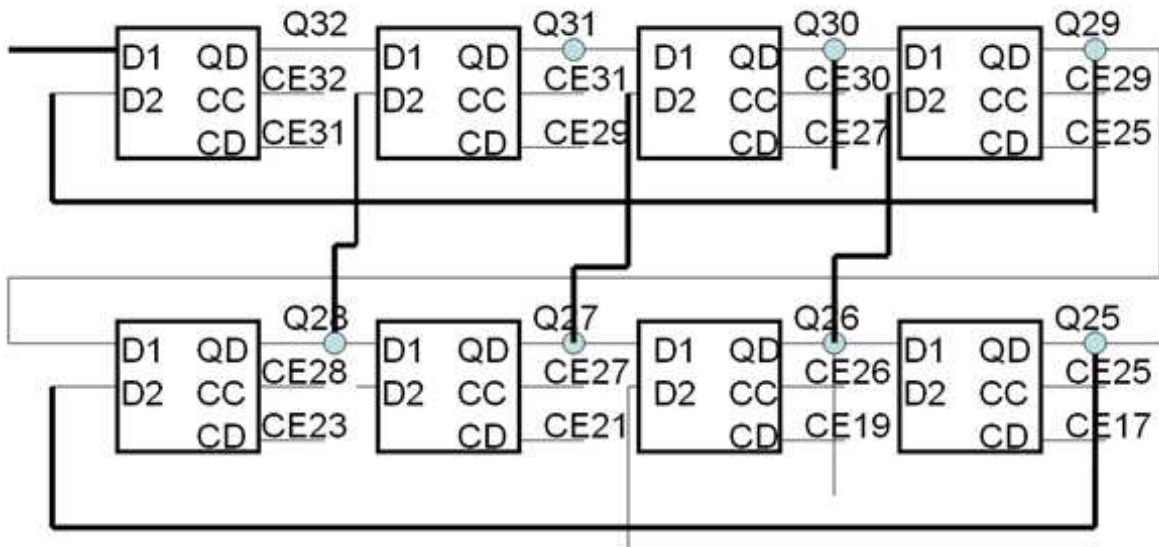 Q32 Q31 Q30 Q29
D1 QD D1 QD D1 QD D1 QD
CE32 CE31 CE30 CE29
D2 CC D2 CC D2 CC D2 CC
CE31 CE29 CE27 CE25
CD CD CD CD
Q28 Q27 Q26 Q25
D1 QD D1 QD D1 QD D1 QD
CE28 CE27 CE26 CE25
D2 CC D2 CC D2 CC D2 CC
CE23 CE21 CE19 CE17
CD CD CD CD